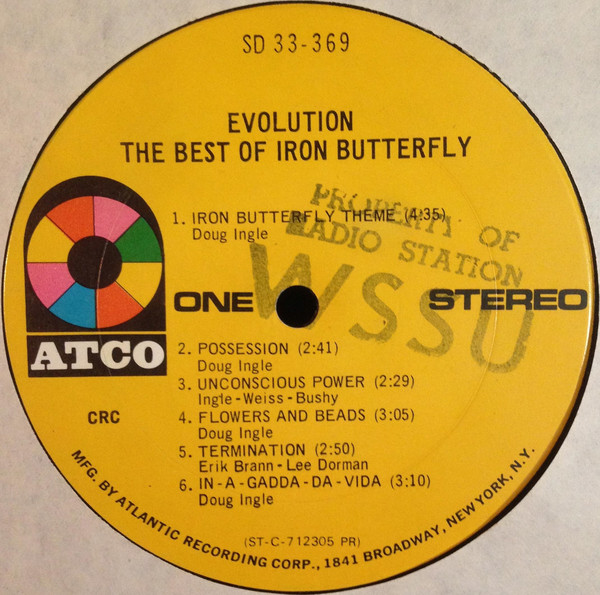 SD 33-369
EVOLUTION
THE BEST OF IRON BUTTERFLY
1. IRON BUTTERFLY THEME (4:35)
Doug Ingle
PROPERTY OF
RADIO STATION
WSSU
ONE
STEREO
ATCO
2. POSSESSION (2:41)
Doug Ingle
3. UNCONSCIOUS POWER (2:29)
Ingle-Weiss-Bushy
4. FLOWERS AND BEADS (3:05)
Doug Ingle
CRC
5. TERMINATION (2:50)
Erik Brann-Lee Dorman
6. IN-A-GADDA-DA-VIDA (3:10)
Doug Ingle
(ST-C-712305 PR)
MFG. BY ATLANTIC RECORDING CORP., 1841 BROADWAY, NEW YORK, N.Y.